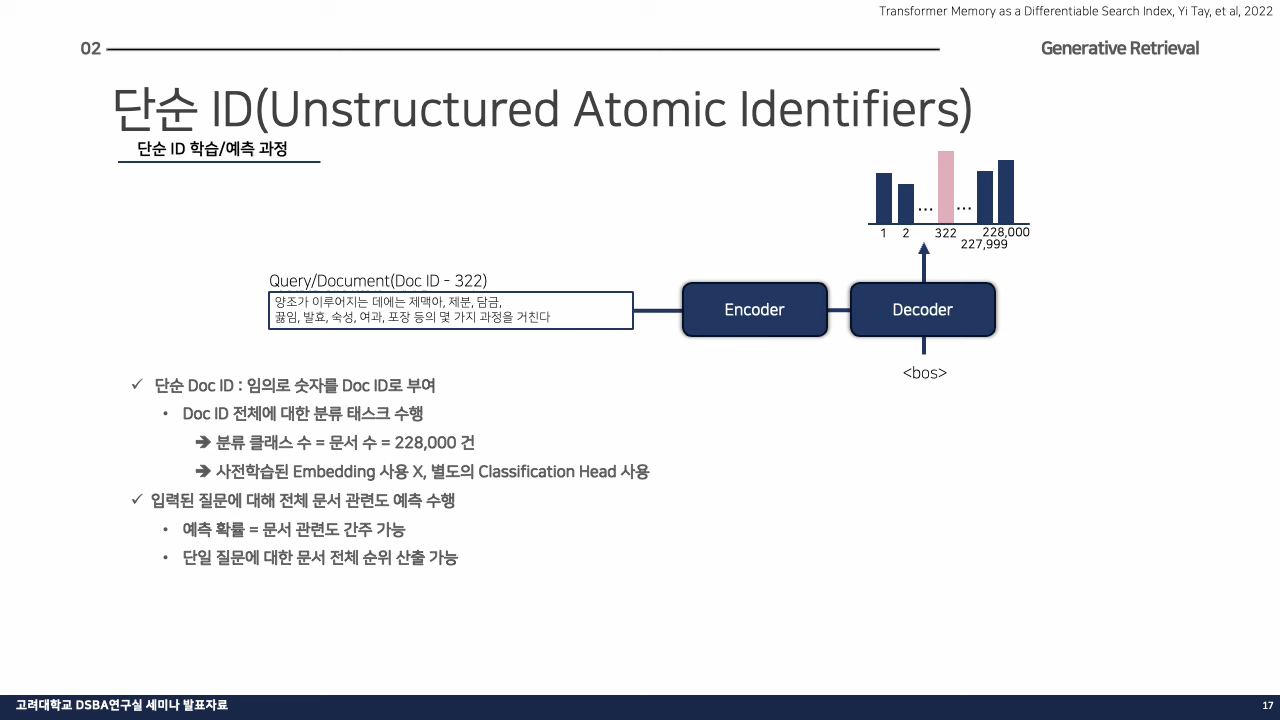 Transformer Memory as a Differentiable Search Index, Yi Tay, et al, 2022
02
Generative Retrieval
단순 ID(Unstructured Atomic Identifiers)
단순 ID 학습/예측 과정
... ...
1 2 322 228,000
227,999
Query/Document(Doc ID - 322)
양조가 이루어지는 데에는 제맥아, 제분, 담금,
끓임, 발효, 숙성, 여과, 포장 등의 몇 가지 과정을 거친다
Encoder
Decoder
<bos>
✓ 단순 Doc ID : 임의로 숫자를 Doc ID로 부여
• Doc ID 전체에 대한 분류 태스크 수행
➔ 분류 클래스 수 = 문서 수 = 228,000 건
➔ 사전학습된 Embedding 사용 X, 별도의 Classification Head 사용
✓ 입력된 질문에 대해 전체 문서 관련도 예측 수행
• 예측 확률 = 문서 관련도 간주 가능
• 단일 질문에 대한 문서 전체 순위 산출 가능
고려대학교 DSBA연구실 세미나 발표자료
17